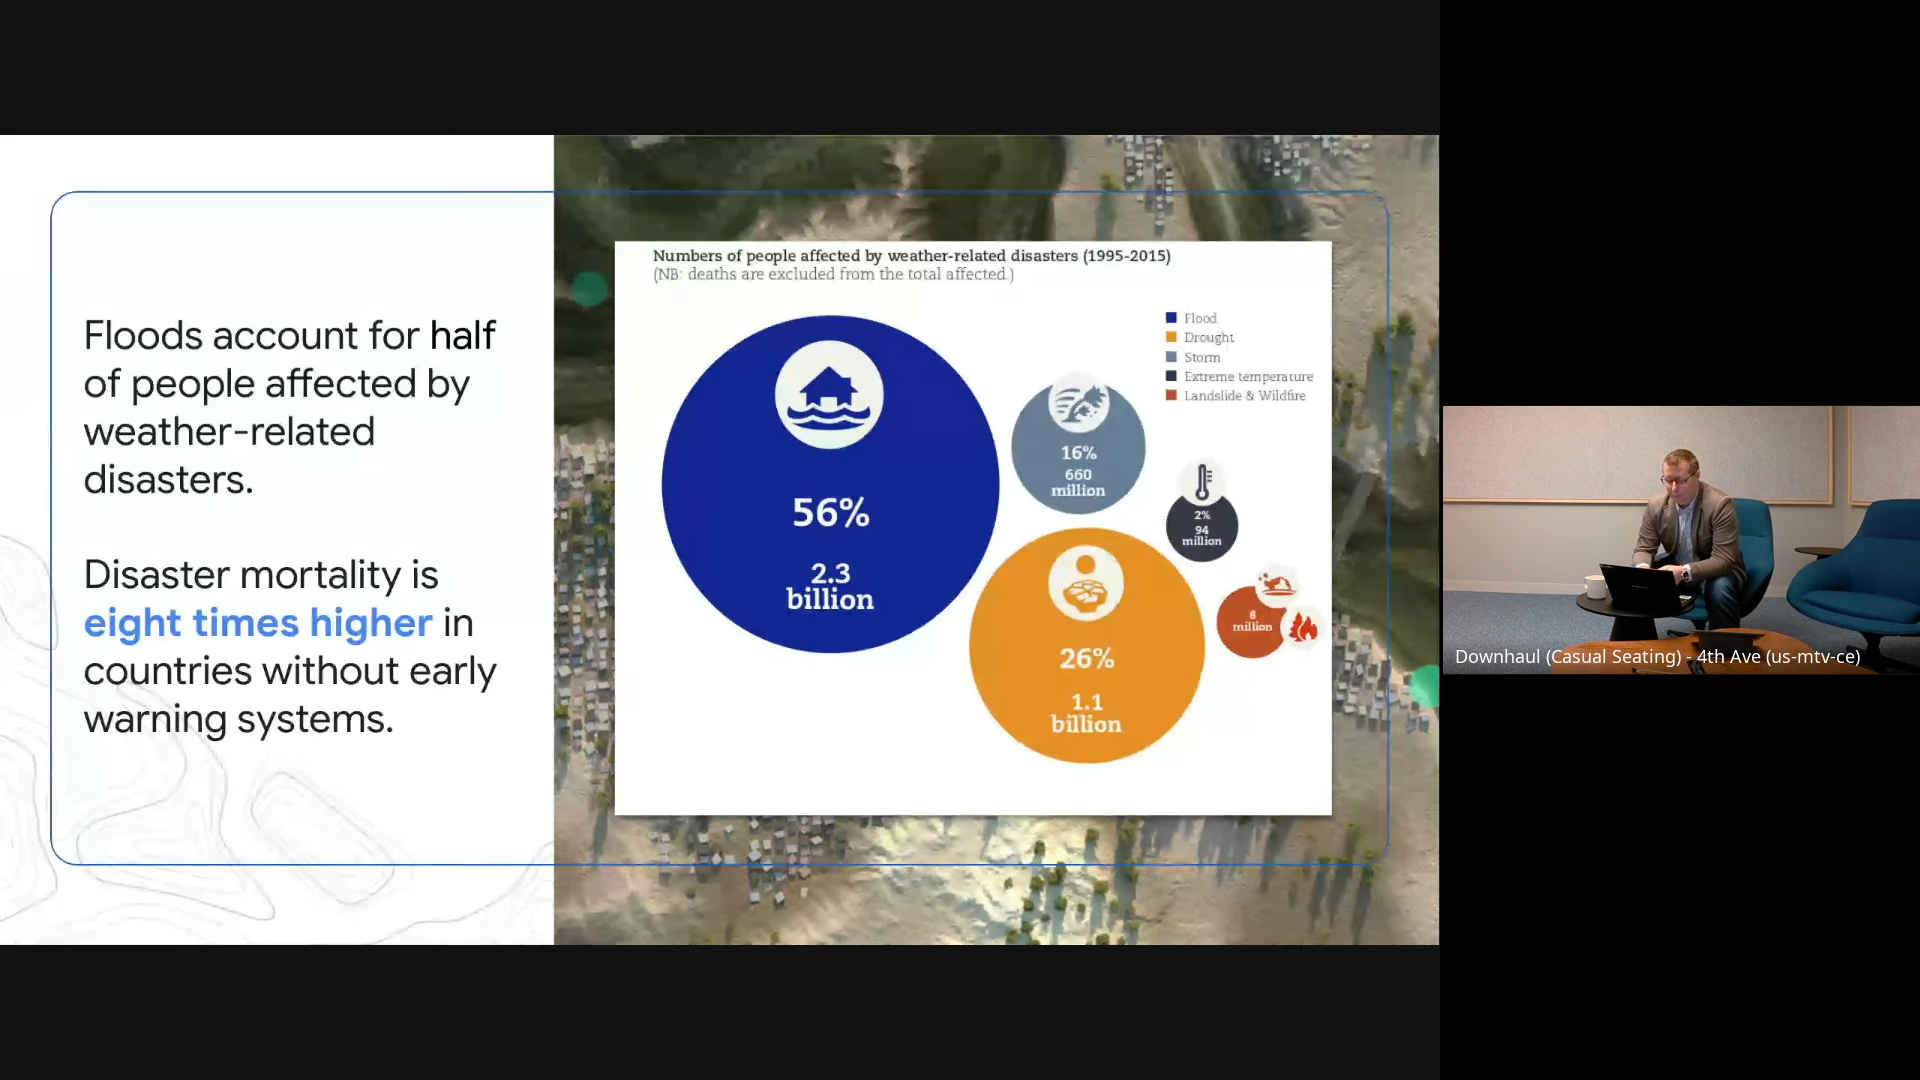 Floods account for half
of people affected by
weather-related
disasters.
Disaster mortality is
eight times higher in
countries without early
warning systems.
Numbers of people affected by weather-related disasters (1995-2015)
(NB: deaths are excluded from the total affected.)
Flood
Drought
Storm
Extreme temperature
Landslide & Wildfire
56%
2.3
billion
16%
660
million
2%
94
million
26%
1.1
billion
8
million
Downhaul (Casual Seating) - 4th Ave (us-mtv-ce)